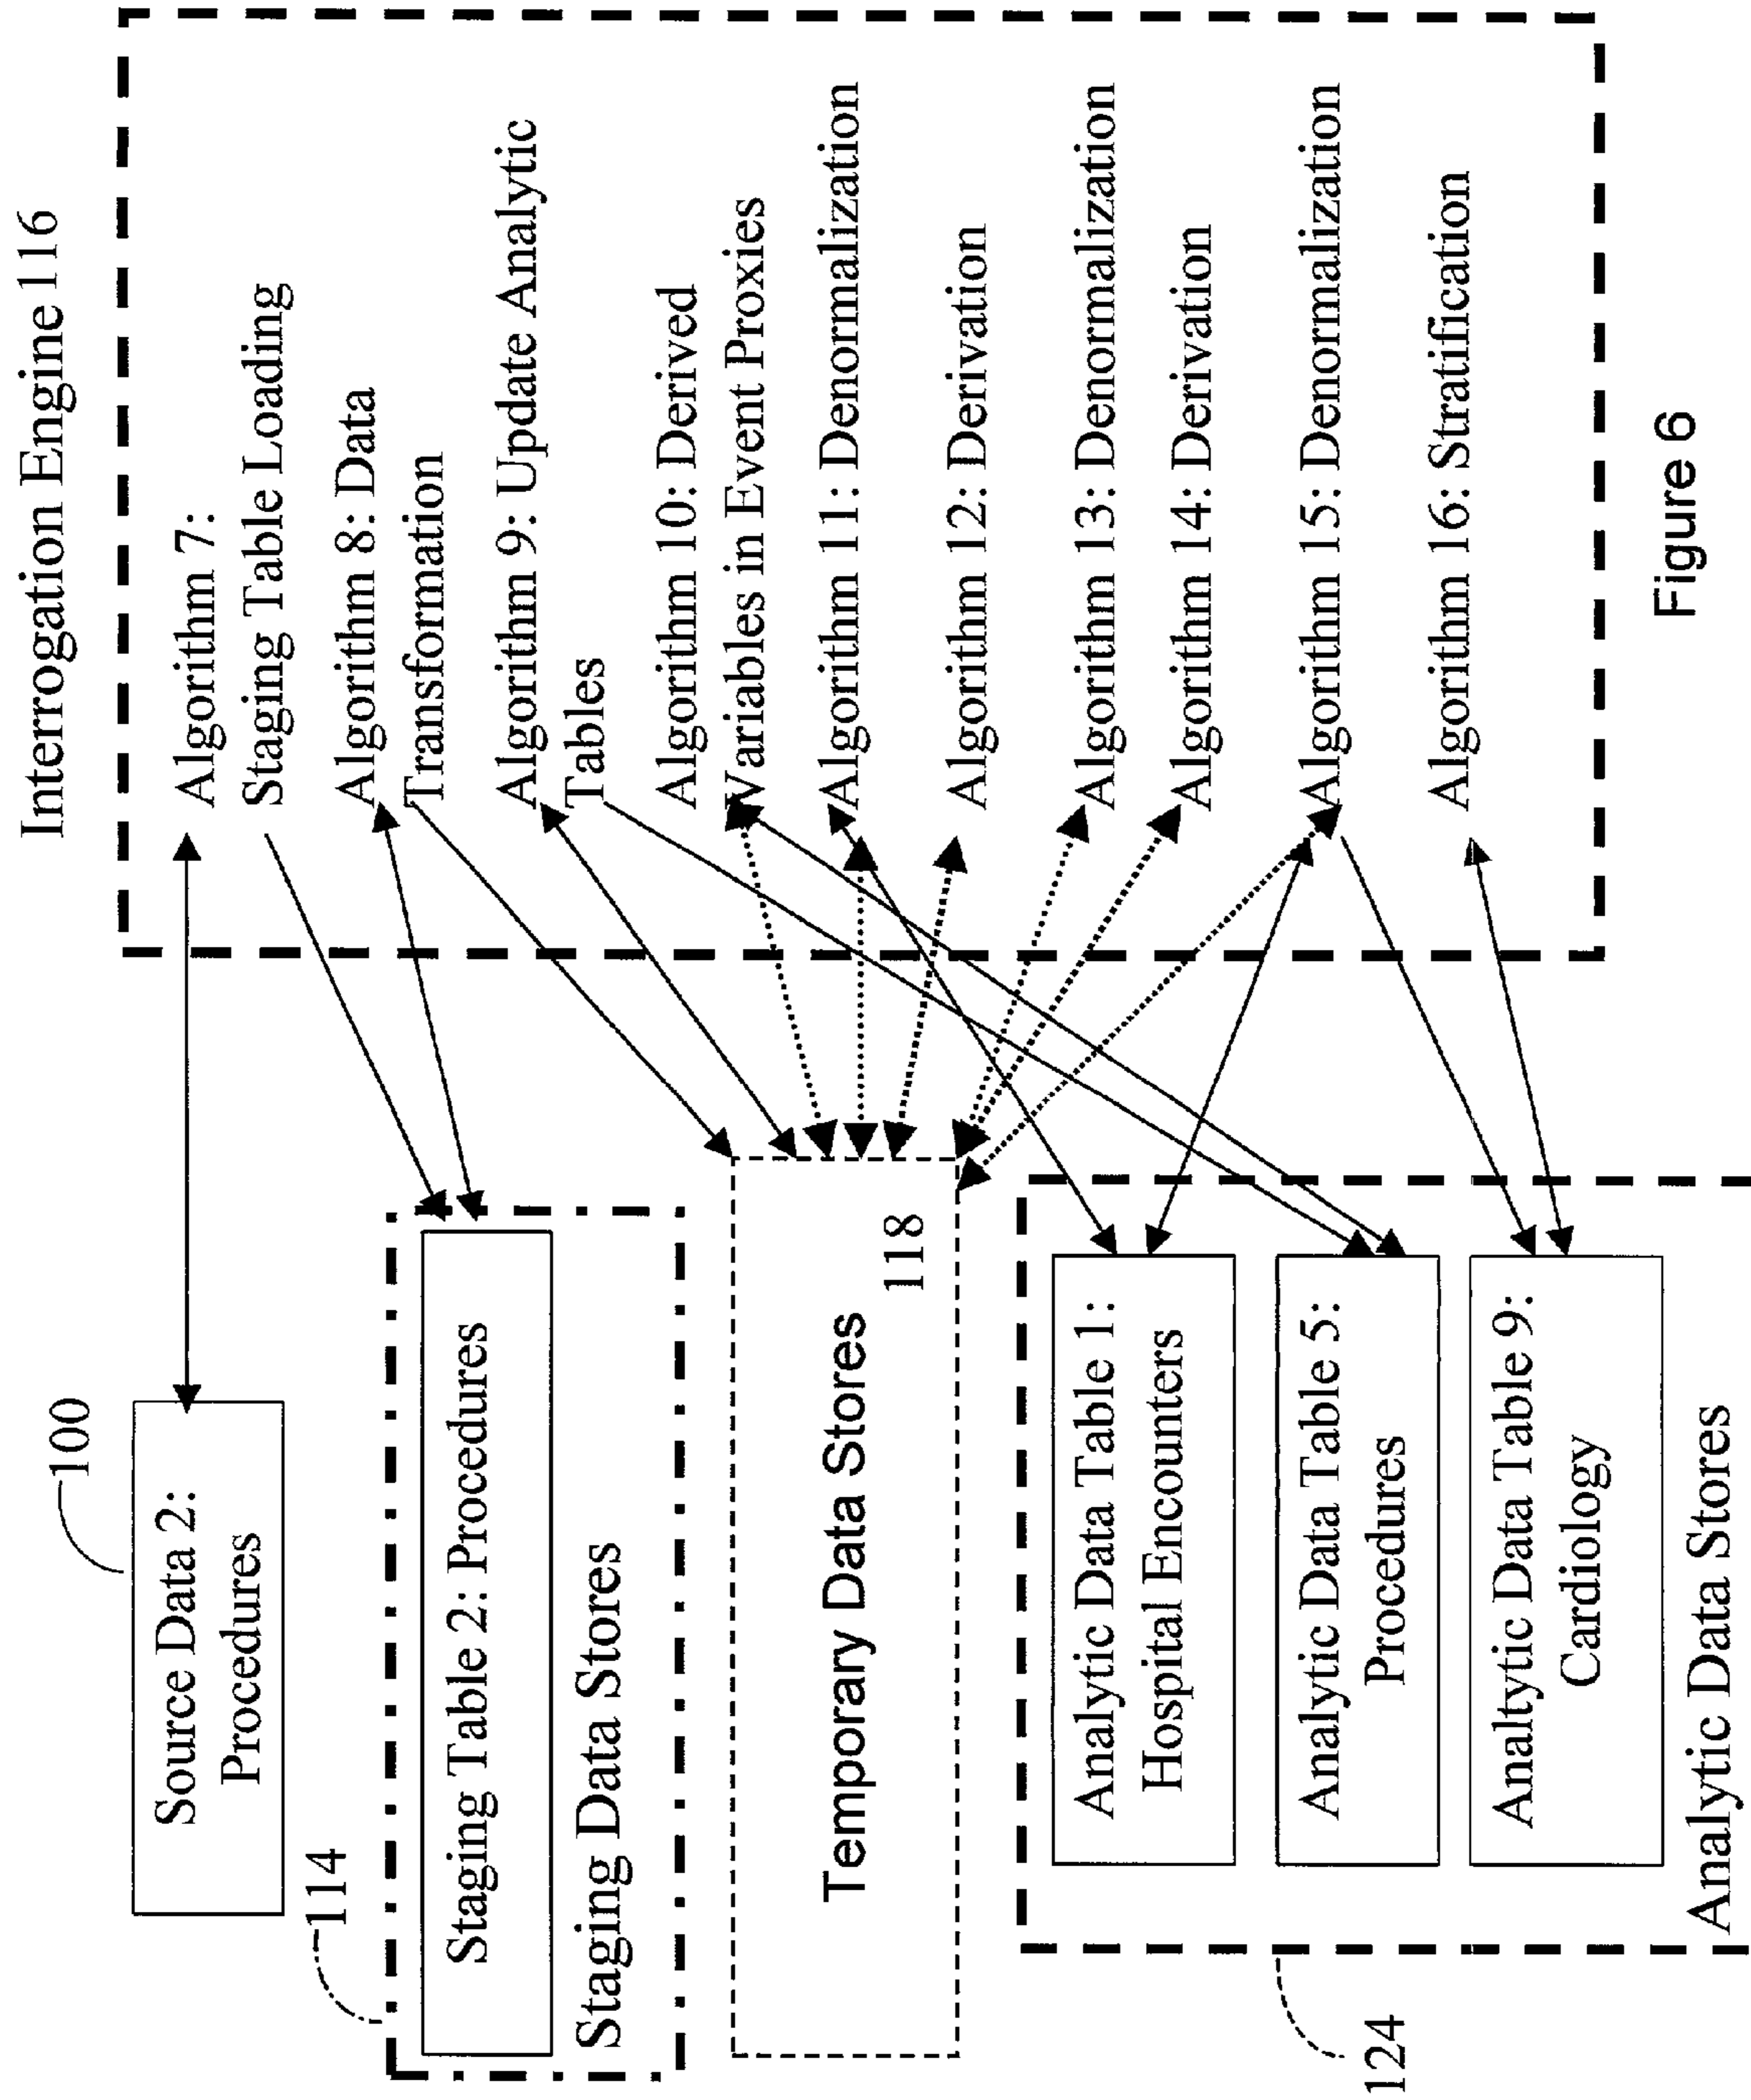 Interrogation Engine 116
100
Source Data 2:
Procedures
114
Staging Table 2: Procedures
Staging Data Stores
Temporary Data Stores
118
Analytic Data Table 1:
Hospital Encounters
Analytic Data Table 5:
Procedures
Analtytic Data Table 9:
Cardiology
Analytic Data Stores
124
Algorithm 7:
Staging Table Loading
Algorithm 8: Data
Transformation
Algorithm 9: Update Analytic
Tables
Algorithm 10: Derived
Variables in Event Proxies
Algorithm 11: Denormalization
Algorithm 12: Derivation
Algorithm 13: Denormalization
Algorithm 14: Derivation
Algorithm 15: Denormalization
Algorithm 16: Stratification
Figure 6